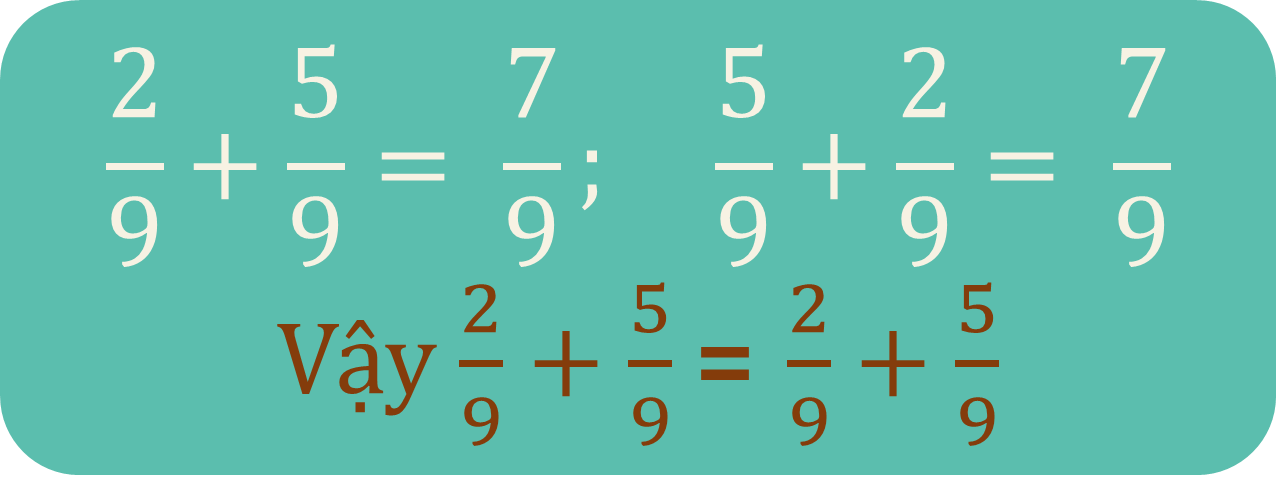 2/9 + 5/9 = 7/9 ; 5/9 + 2/9 = 7/9
Vậy 2/9 + 5/9 = 2/9 + 5/9